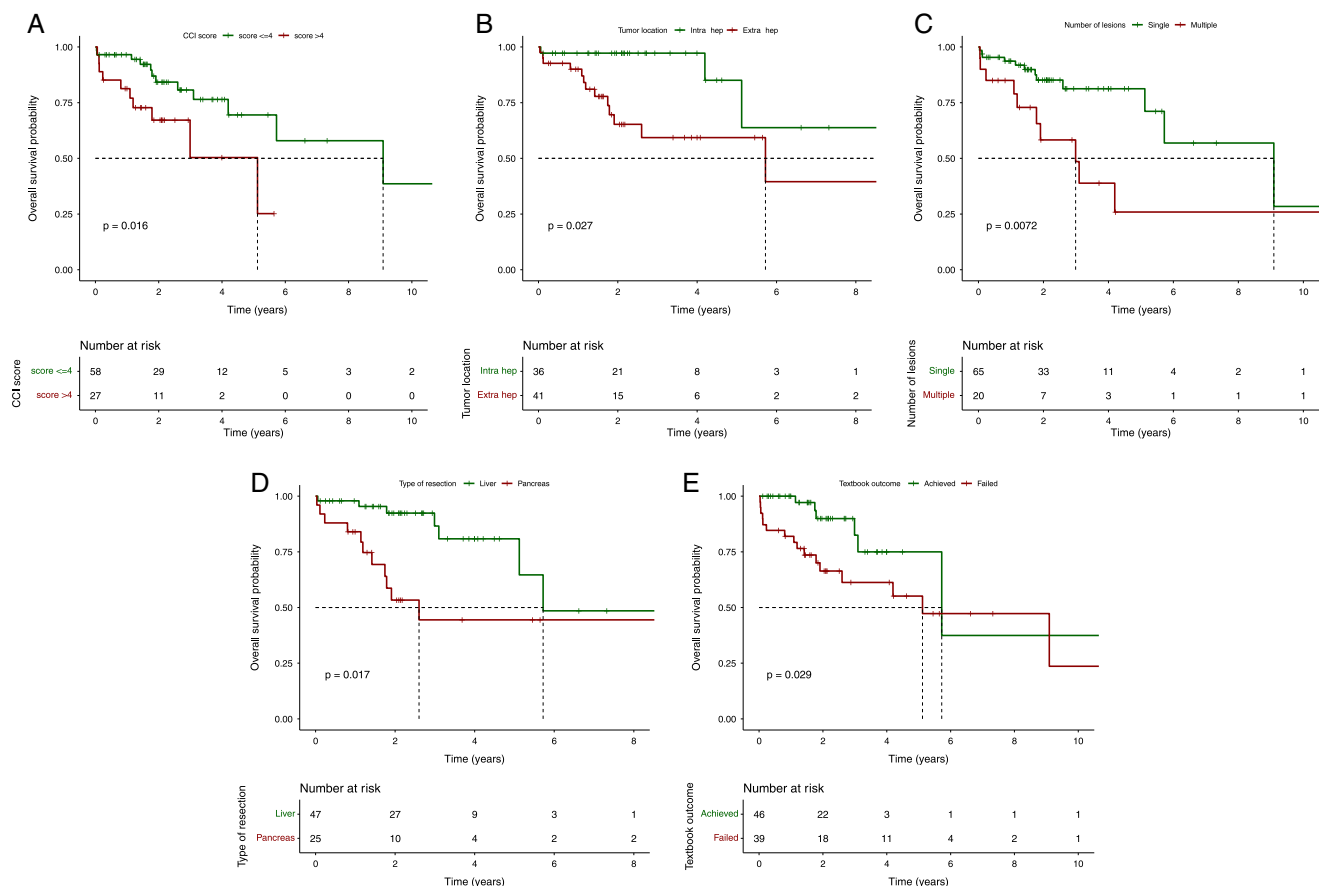 A
CCI score score <=4 score >4
1.00
0.75
0.50
0.25
0.00
Overall survival probability
p = 0.016
0 2 4 6 8 10
Time (years)
Number at risk
CCI score
score <=4 58 29 12 5 3 2
score >4 27 11 2 0 0 0
0 2 4 6 8 10
Time (years)
B
Tumor location Intra hep Extra hep
1.00
0.75
0.50
0.25
0.00
Overall survival probability
p = 0.027
0 2 4 6 8
Time (years)
Number at risk
Tumor location
Intra hep 36 21 8 3 1
Extra hep 41 15 6 2 2
0 2 4 6 8
Time (years)
C
Number of lesions Single Multiple
1.00
0.75
0.50
0.25
0.00
Overall survival probability
p = 0.0072
0 2 4 6 8 10
Time (years)
Number at risk
Number of lesions
Single 65 33 11 4 2 1
Multiple 20 7 3 1 1 1
0 2 4 6 8 10
Time (years)
D
Type of resection Liver Pancreas
1.00
0.75
0.50
0.25
0.00
Overall survival probability
p = 0.017
0 2 4 6 8
Time (years)
Number at risk
Type of resection
Liver 47 27 9 3 1
Pancreas 25 10 4 2 2
0 2 4 6 8
Time (years)
E
Textbook outcome Achieved Failed
1.00
0.75
0.50
0.25
0.00
Overall survival probability
p = 0.029
0 2 4 6 8 10
Time (years)
Number at risk
Textbook outcome
Achieved 46 22 3 1 1 1
Failed 39 18 11 4 2 1
0 2 4 6 8 10
Time (years)